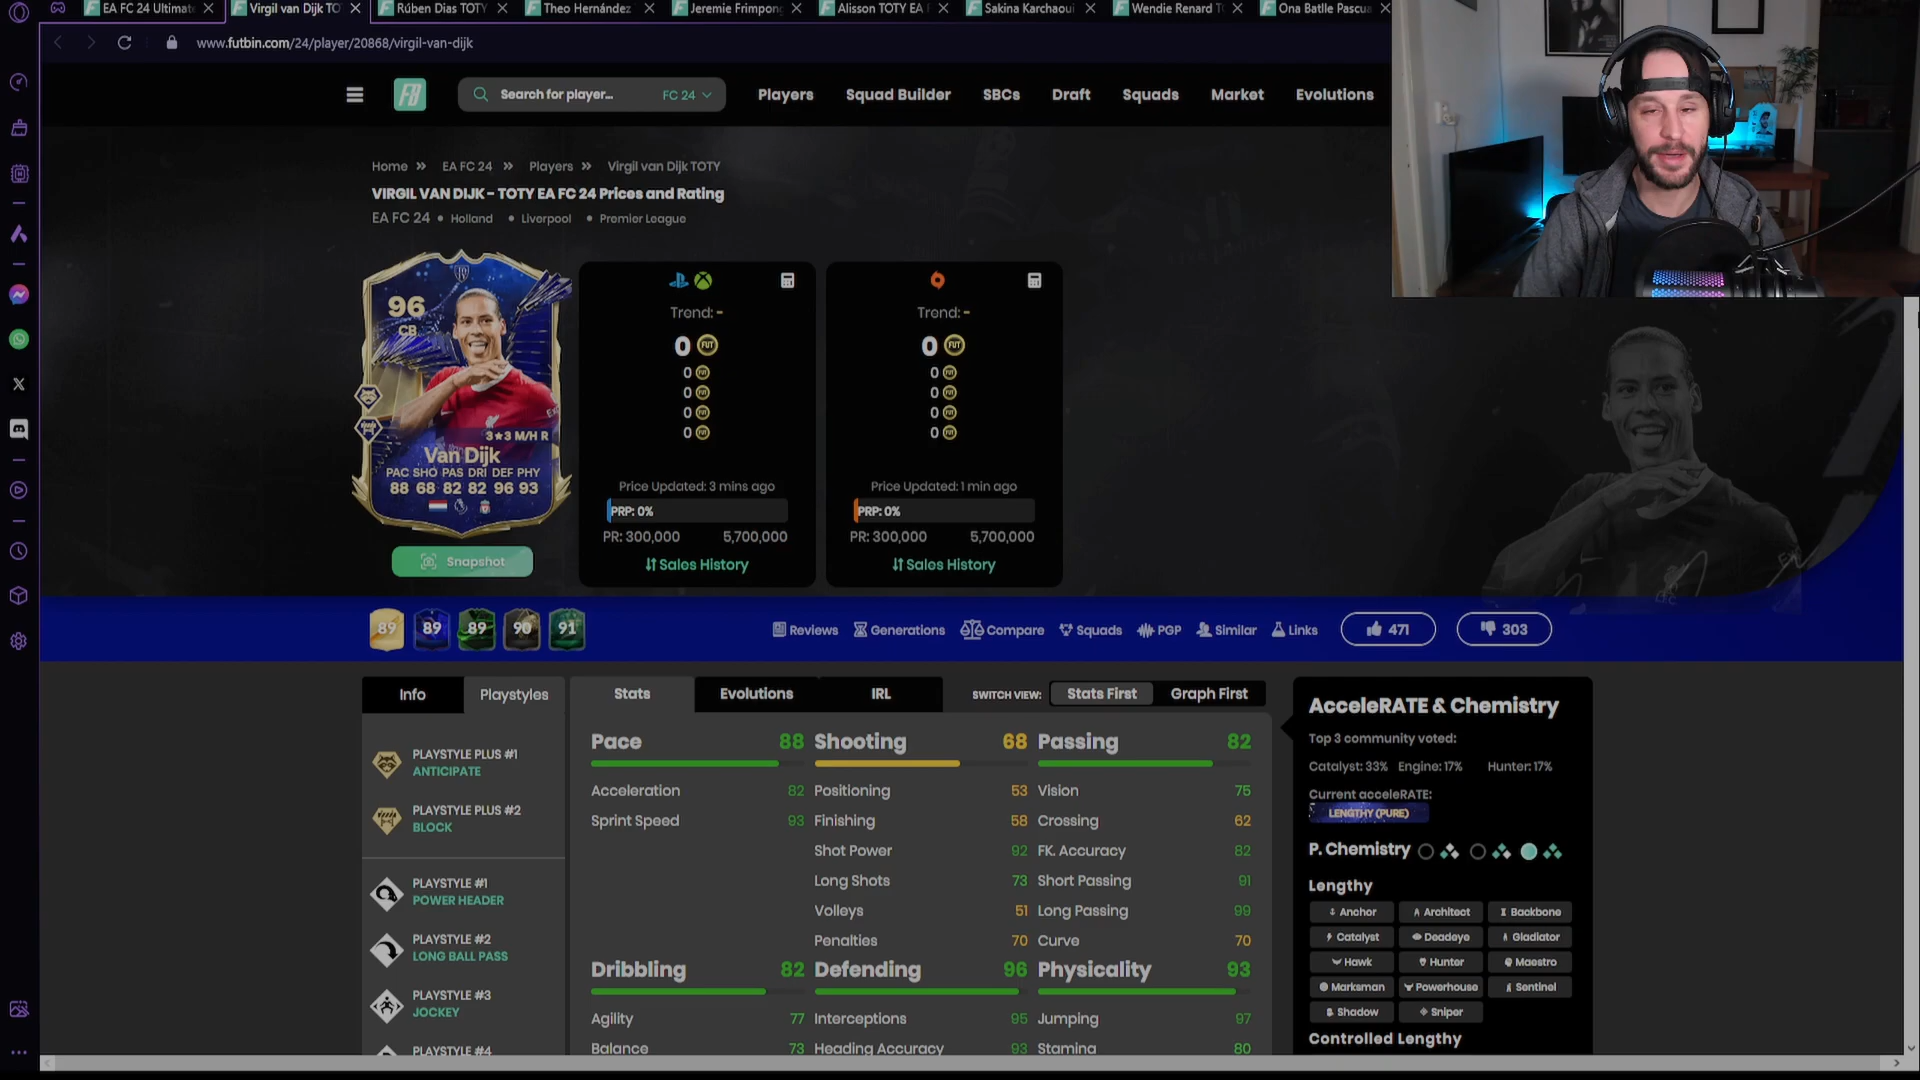 EA FC 24 Ultimat
Virgil van Dijk TO
Rúben Dias TOTY
Theo Hernández
Jeremie Frimpong
Alisson TOTY EA
Sakina Karchaoui
Wendie Renard TO
Ona Batlle Pascua
www.futbin.com/24/player/20868/virgil-van-dijk
FB
Search for player...
FC 24
Players
Squad Builder
SBCs
Draft
Squads
Market
Evolutions
Home » EA FC 24 » Players » Virgil van Dijk TOTY
VIRGIL VAN DIJK - TOTY EA FC 24 Prices and Rating
EA FC 24 • Holland • Liverpool • Premier League
96
CB
3★3 M/H R
Van Dijk
PAC SHO PAS DRI DEF PHY
88 68 82 82 96 93
Snapshot
Trend: -
0
0
0
0
0
Price Updated: 3 mins ago
PRP: 0%
PR: 300,000 5,700,000
Sales History
Trend: -
0
0
0
0
0
Price Updated: 1 min ago
PRP: 0%
PR: 300,000 5,700,000
Sales History
89 89 89 90 91
Reviews
Generations
Compare
Squads
PGP
Similar
Links
471
303
Info
Playstyles
PLAYSTYLE PLUS #1
ANTICIPATE
PLAYSTYLE PLUS #2
BLOCK
PLAYSTYLE #1
POWER HEADER
PLAYSTYLE #2
LONG BALL PASS
PLAYSTYLE #3
JOCKEY
PLAYSTYLE #4
Stats
Evolutions
IRL
SWITCH VIEW:
Stats First
Graph First
Pace 88
Acceleration 82
Sprint Speed 93
Shooting 68
Positioning 53
Finishing 58
Shot Power 92
Long Shots 73
Volleys 51
Penalties 70
Passing 82
Vision 75
Crossing 62
FK. Accuracy 82
Short Passing 91
Long Passing 99
Curve 70
Dribbling 82
Agility 77
Balance 73
Defending 96
Interceptions 95
Heading Accuracy 93
Physicality 93
Jumping 97
Stamina 80
AcceleRATE & Chemistry
Top 3 community voted:
Catalyst: 33% Engine: 17% Hunter: 17%
Current acceleRATE:
LENGTHY (PURE)
P. Chemistry
Lengthy
Anchor
Architect
Backbone
Catalyst
Deadeye
Gladiator
Hawk
Hunter
Maestro
Marksman
Powerhouse
Sentinel
Shadow
Sniper
Controlled Lengthy